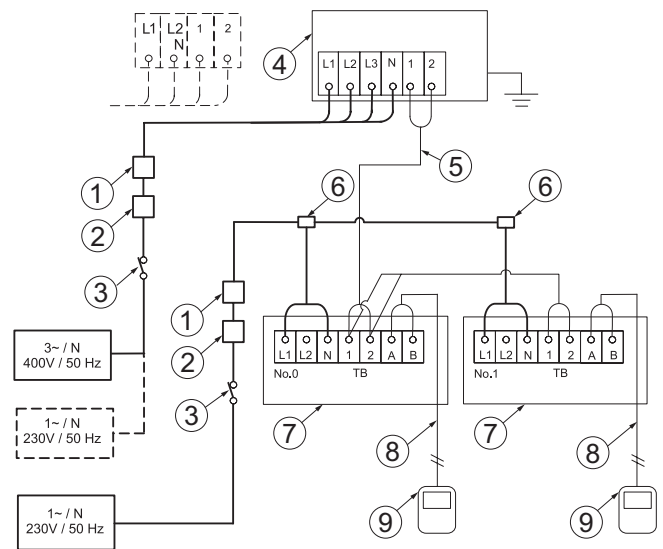 L1 L2 N 1 2
4
L1 L2 L3 N 1 2
1
5
2
6
6
3
1
3~ / N
400V / 50 Hz
2
L1 L2 N 1 2 A B
No.0 TB
L1 L2 N 1 2 A B
No.1 TB
3
1~ / N
230V / 50 Hz
7
8
7
8
1~ / N
230V / 50 Hz
9
9